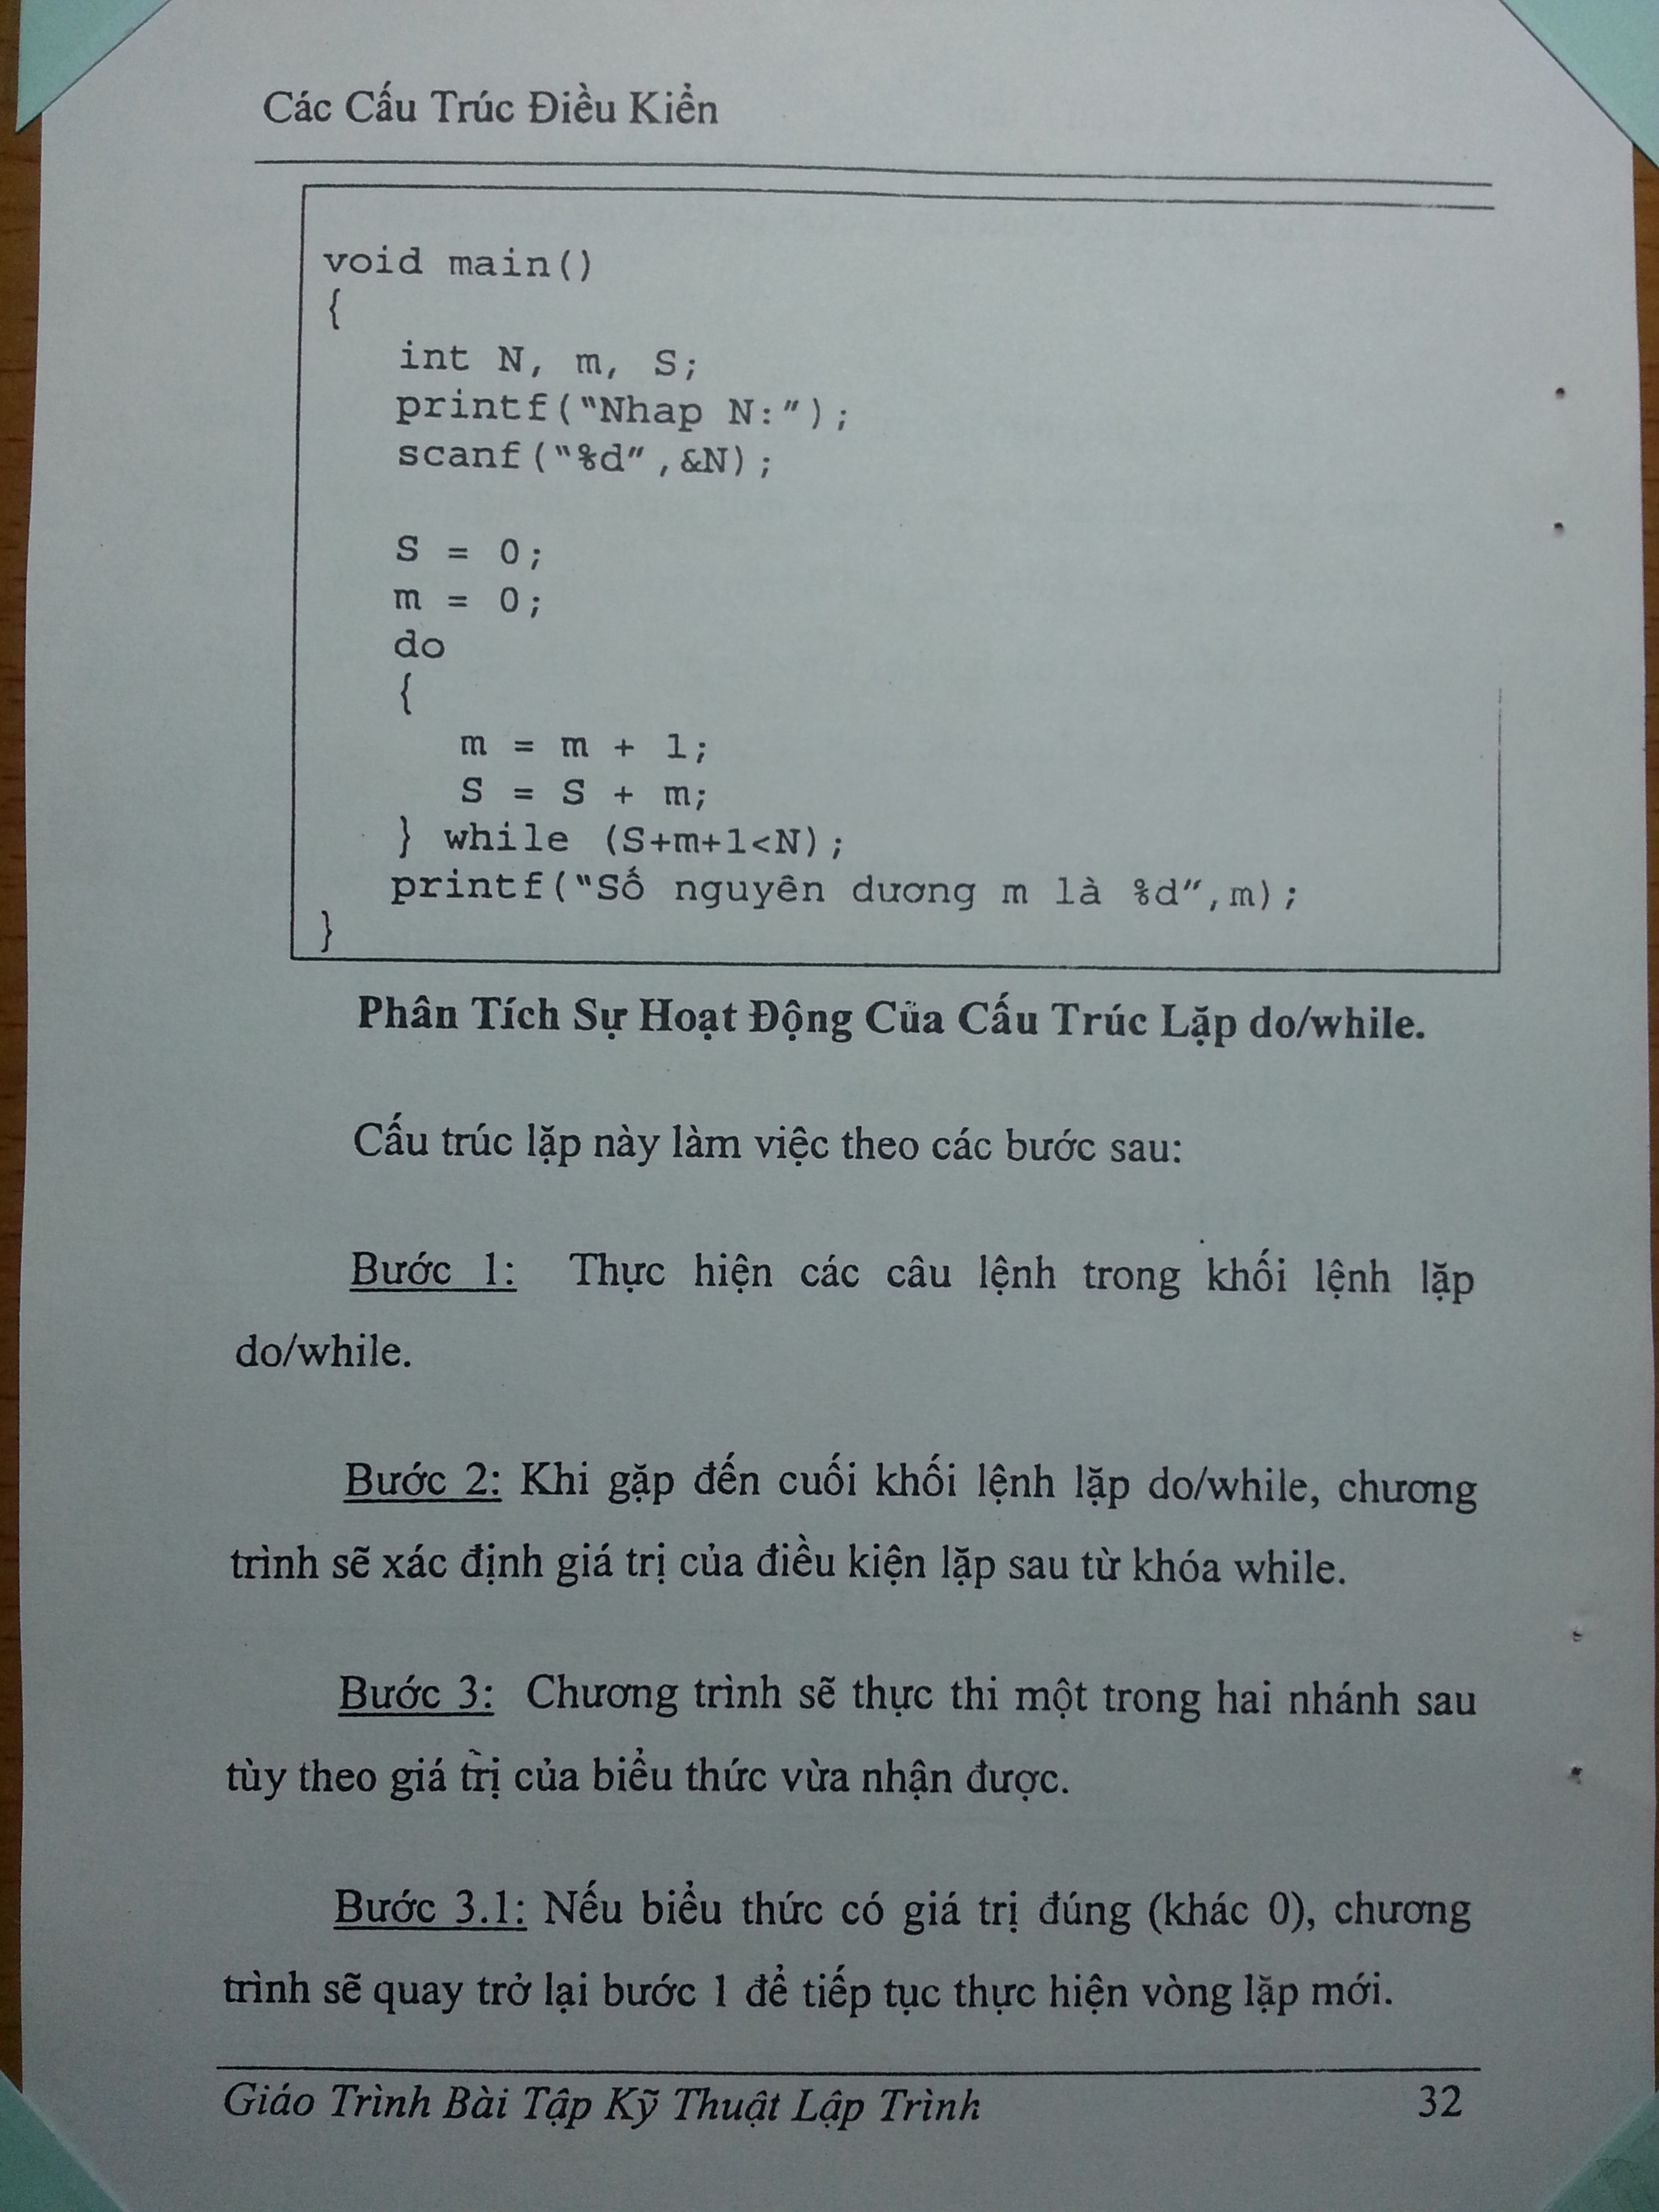 Các Cấu Trúc Điều Kiển
void main()
{
int N, m, S;
printf("Nhap N:");
scanf("%d",&N);
S = 0;
m = 0;
do
{
m = m + 1;
S = S + m;
} while (S+m+1<N);
printf("Số nguyên dương m là %d",m);
}
Phân Tích Sự Hoạt Động Của Cấu Trúc Lặp do/while.
Cấu trúc lặp này làm việc theo các bước sau:
Bước 1: Thực hiện các câu lệnh trong khối lệnh lặp
do/while.
Bước 2: Khi gặp đến cuối khối lệnh lặp do/while, chương
trình sẽ xác định giá trị của điều kiện lặp sau từ khóa while.
Bước 3: Chương trình sẽ thực thi một trong hai nhánh sau
tùy theo giá trị của biểu thức vừa nhận được.
Bước 3.1: Nếu biểu thức có giá trị đúng (khác 0), chương
trình sẽ quay trở lại bước 1 để tiếp tục thực hiện vòng lặp mới.
Giáo Trình Bài Tập Kỹ Thuật Lập Trình 32